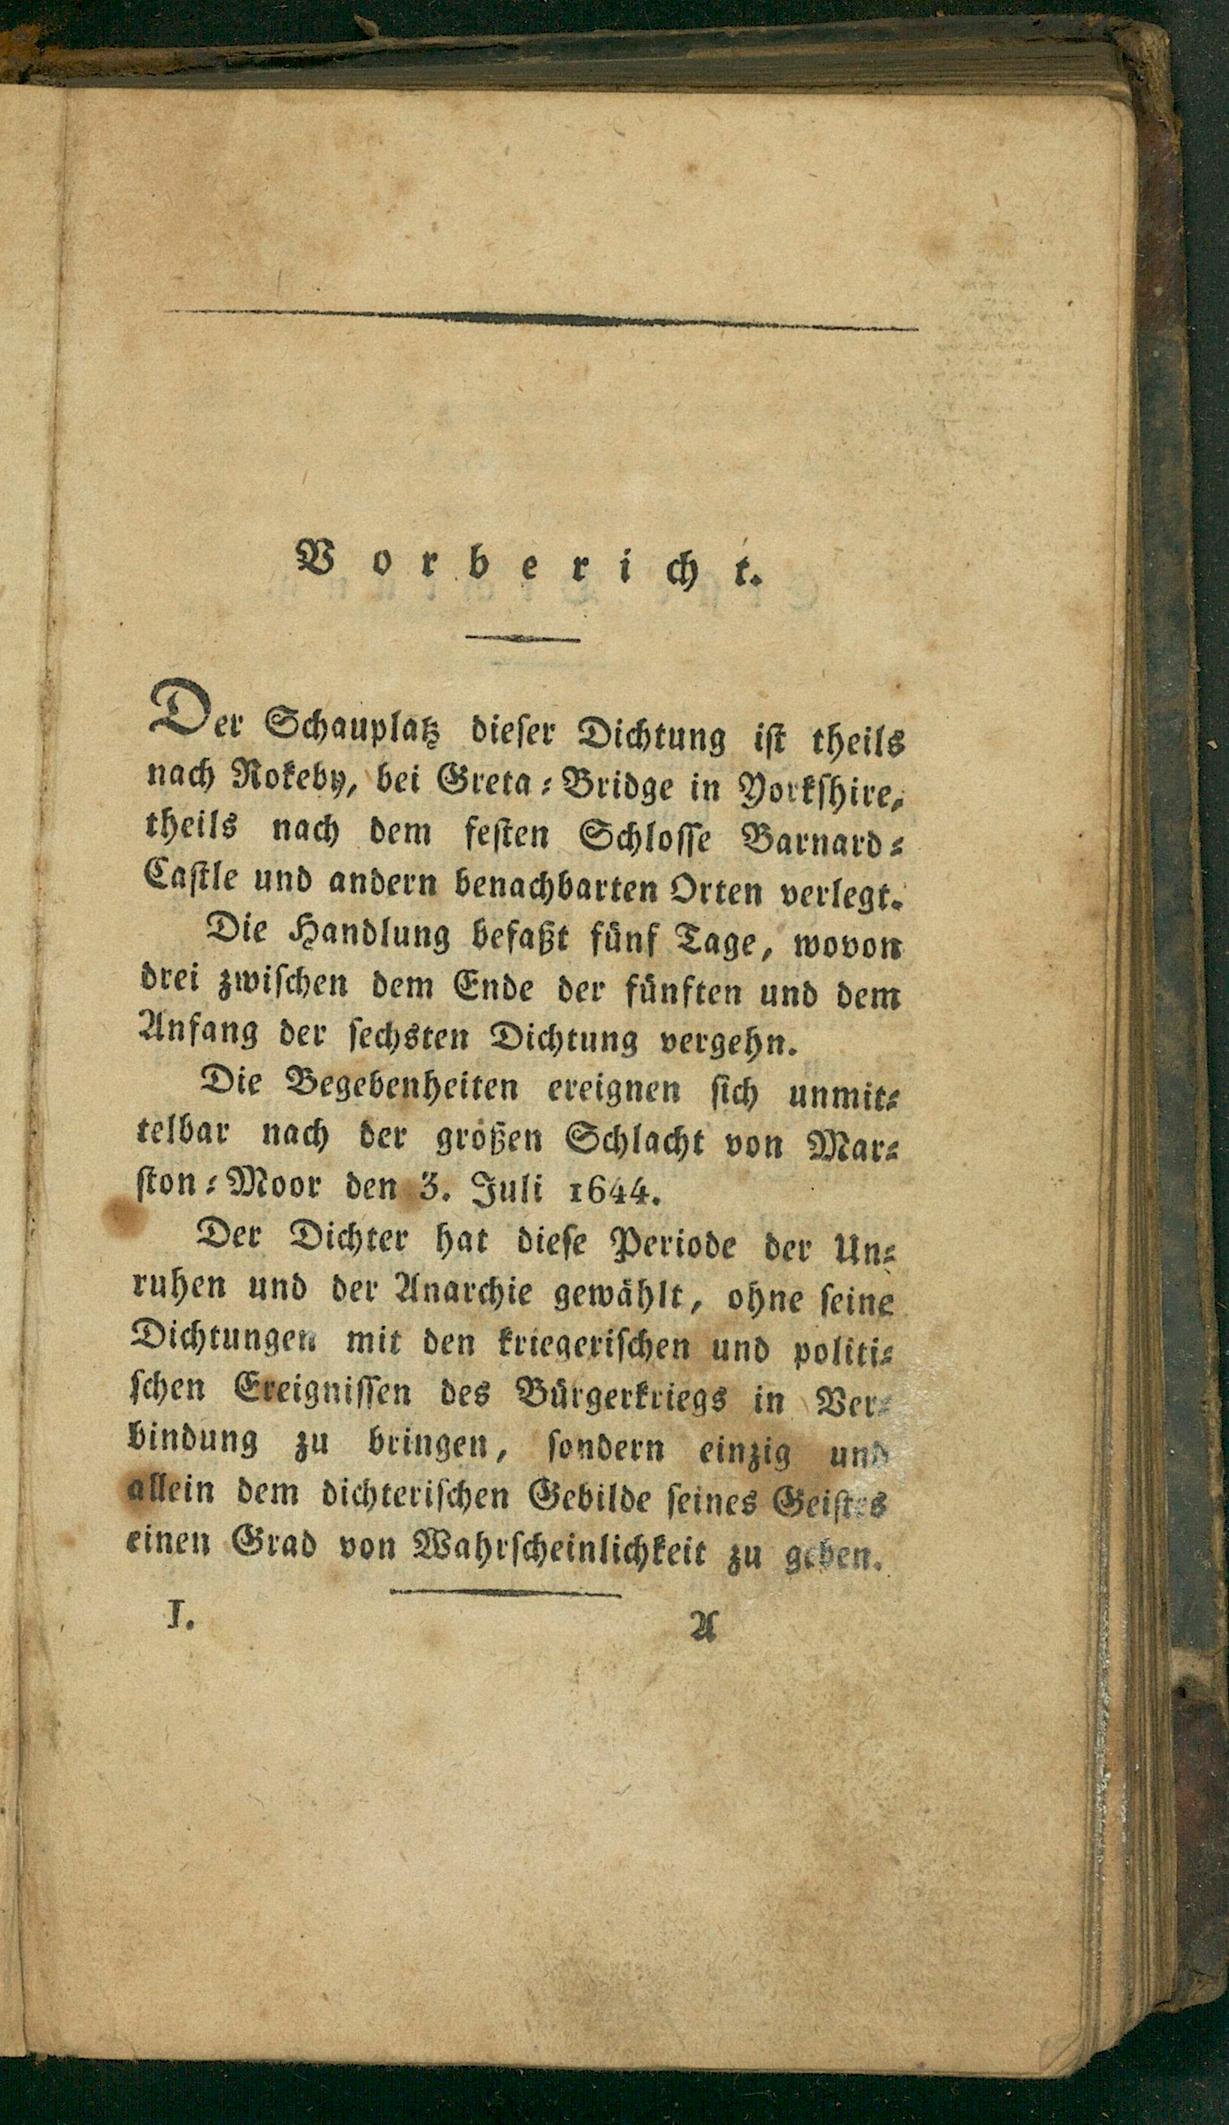 Vorbericht.
Der Schauplatz dieser Dichtung ist theils
nach Rokeby, bei Greta-Bridge in Yorkshire,
theils nach dem festen Schlosse Barnard-
Castle und andern benachbarten Orten verlegt.
Die Handlung befaßt fünf Tage, wovon
drei zwischen dem Ende der fünften und dem
Anfang der sechsten Dichtung vergehn.
Die Begebenheiten ereignen sich unmit-
telbar nach der großen Schlacht von Mar-
ston-Moor den 3. Juli 1644.
Der Dichter hat diese Periode der Un-
ruhen und der Anarchie gewählt, ohne seine
Dichtungen mit den kriegerischen und politi-
schen Ereignissen des Bürgerkriegs in Ver-
bindung zu bringen, sondern einzig und
allein dem dichterischen Gebilde seines Geistes
einen Grad von Wahrscheinlichkeit zu geben.
I. A